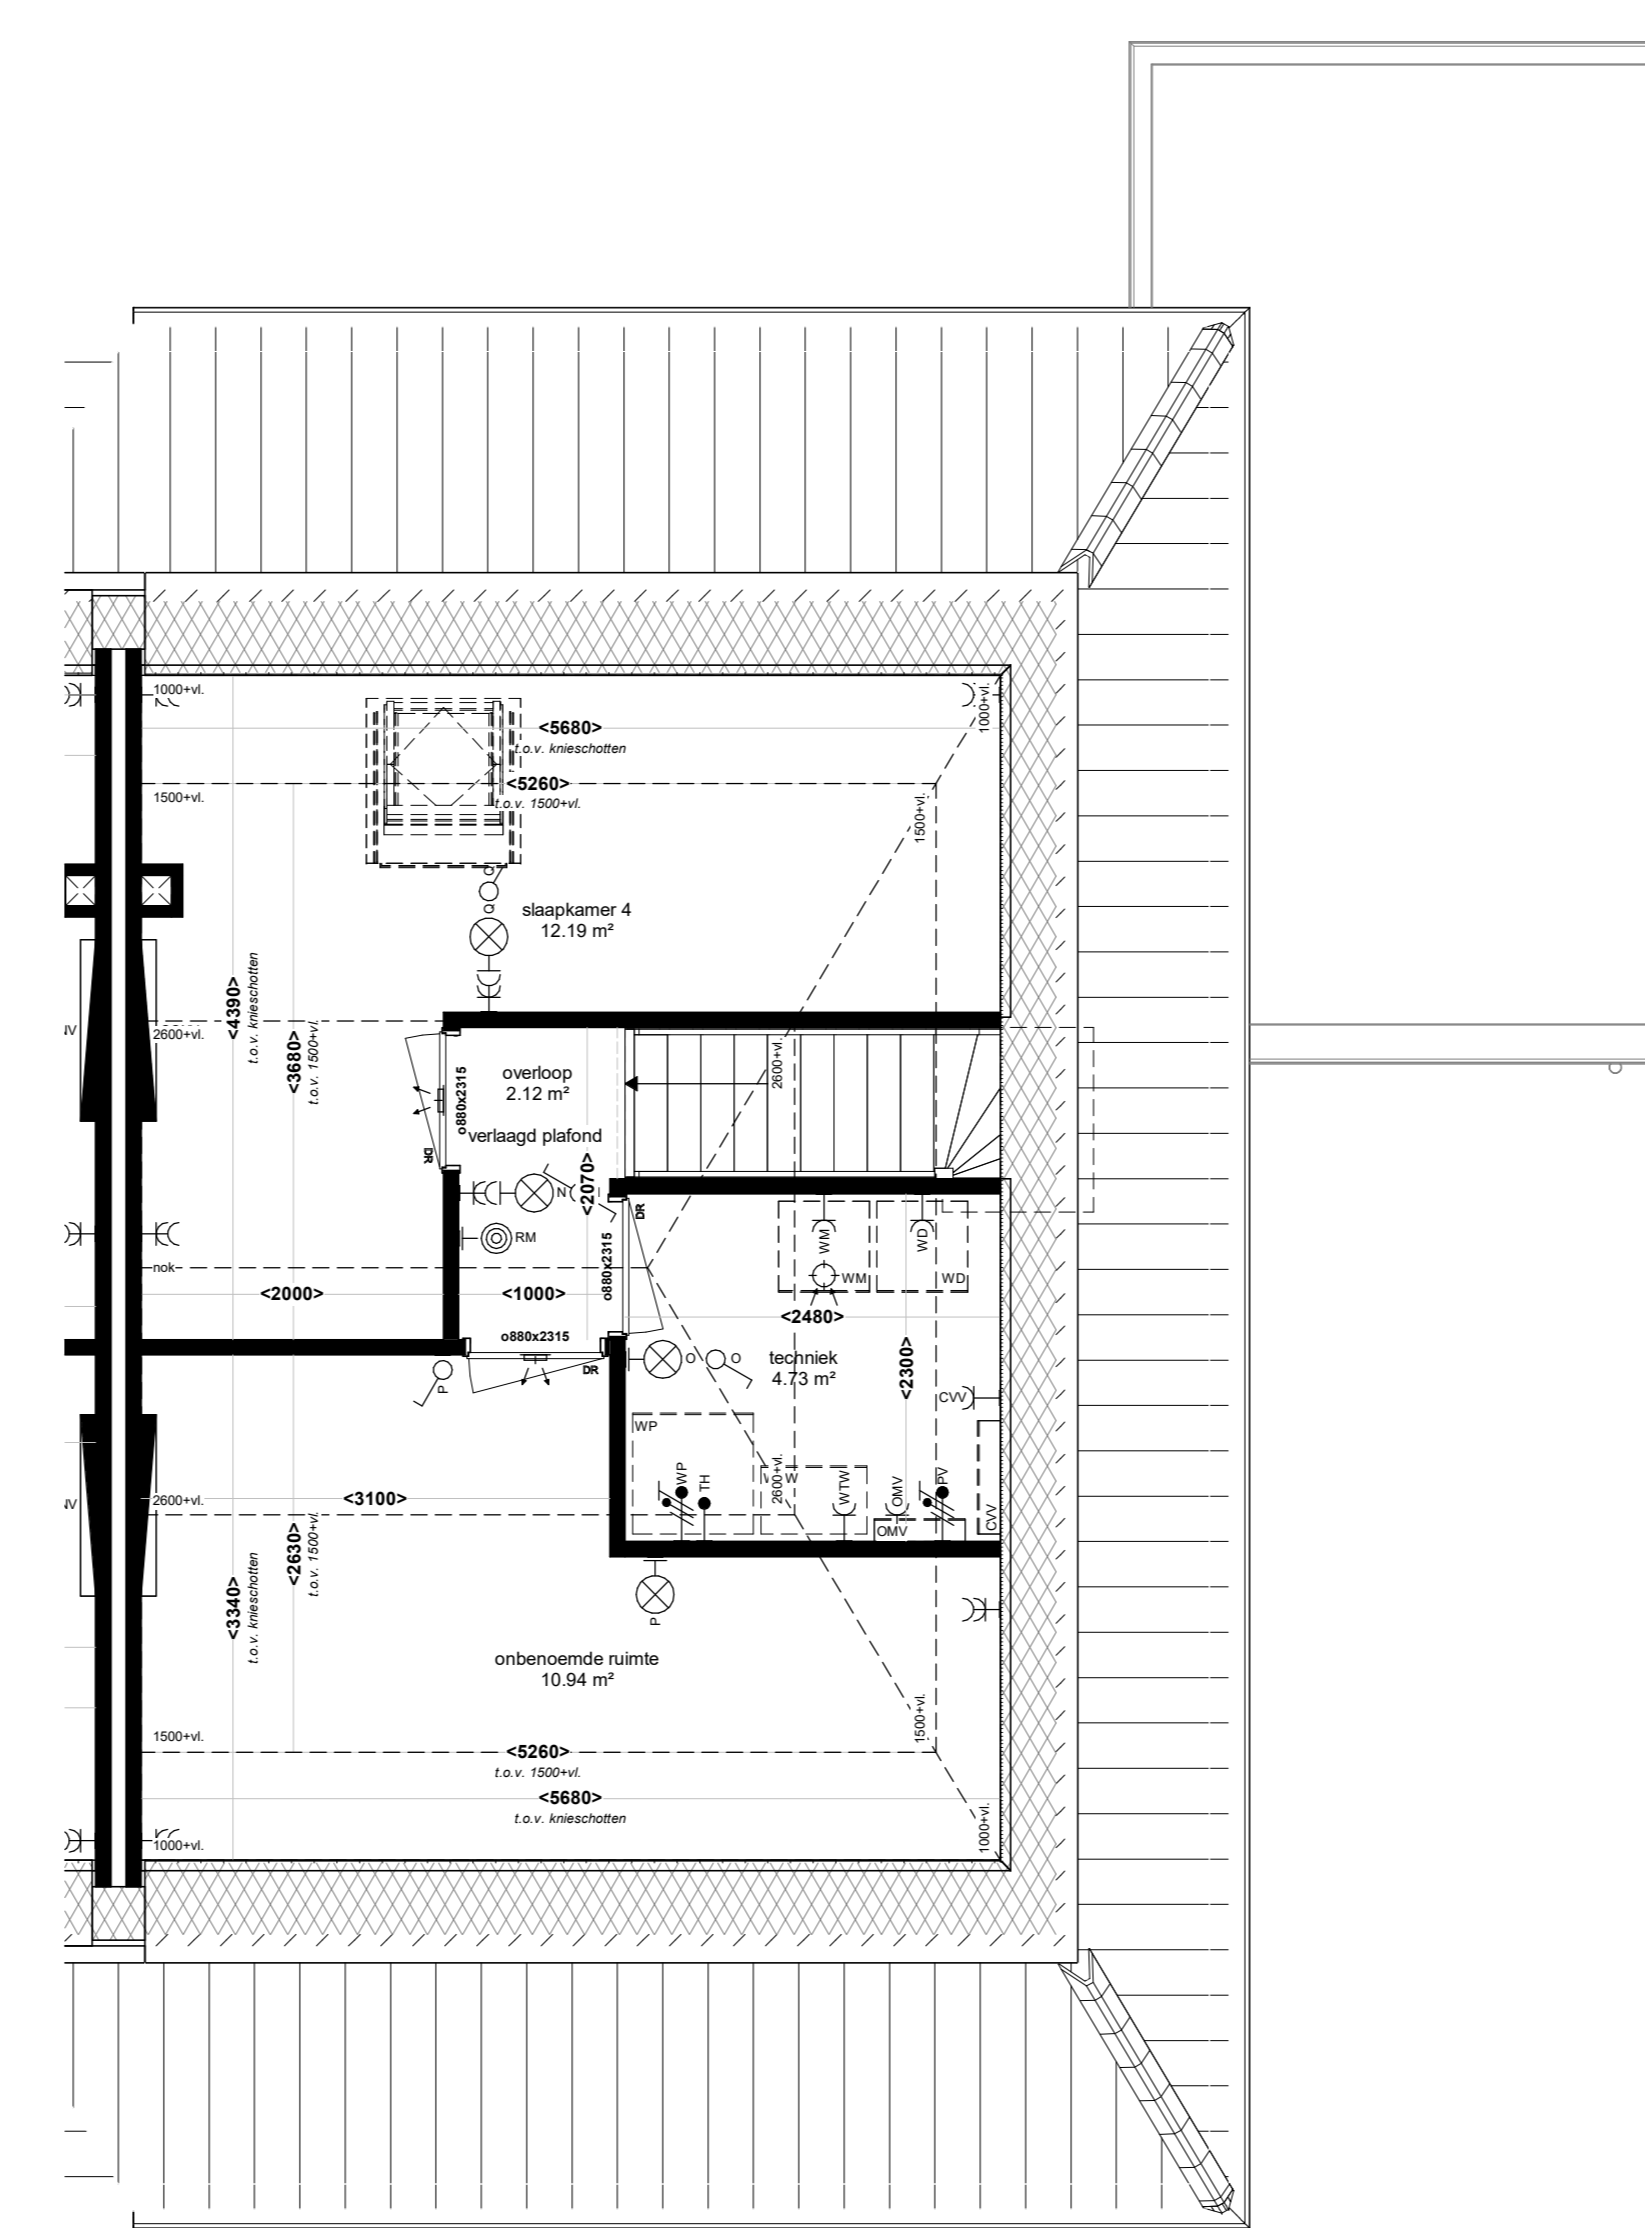 1000+vl.
1000+vl.
<5680>
t.o.v. knieschotten
<5260>
t.o.v. 1500+vl.
1500+vl.
1500+vl.
Q
Q
slaapkamer 4
12.19 m²
<4390>
t.o.v. knieschotten
<3680>
t.o.v. 1500+vl.
2600+vl.
2600+vl.
overloop
2.12 m²
o880x2315
DR
verlaagd plafond
<2070>
N
RM
DR
o880x2315
WM
WD
WM
WD
nok
<2000>
<1000>
<2480>
o880x2315
DR
P
O
O
techniek
4.73 m²
<2300>
CVV
WP
WP
TH
2600+vl.
W
WTW
OMV
OMV
PV
CVV
2600+vl.
<3100>
<2630>
t.o.v. 1500+vl.
<3340>
t.o.v. knieschotten
P
onbenoemde ruimte
10.94 m²
1500+vl.
1500+vl.
<5260>
t.o.v. 1500+vl.
<5680>
t.o.v. knieschotten
1000+vl.
1000+vl.